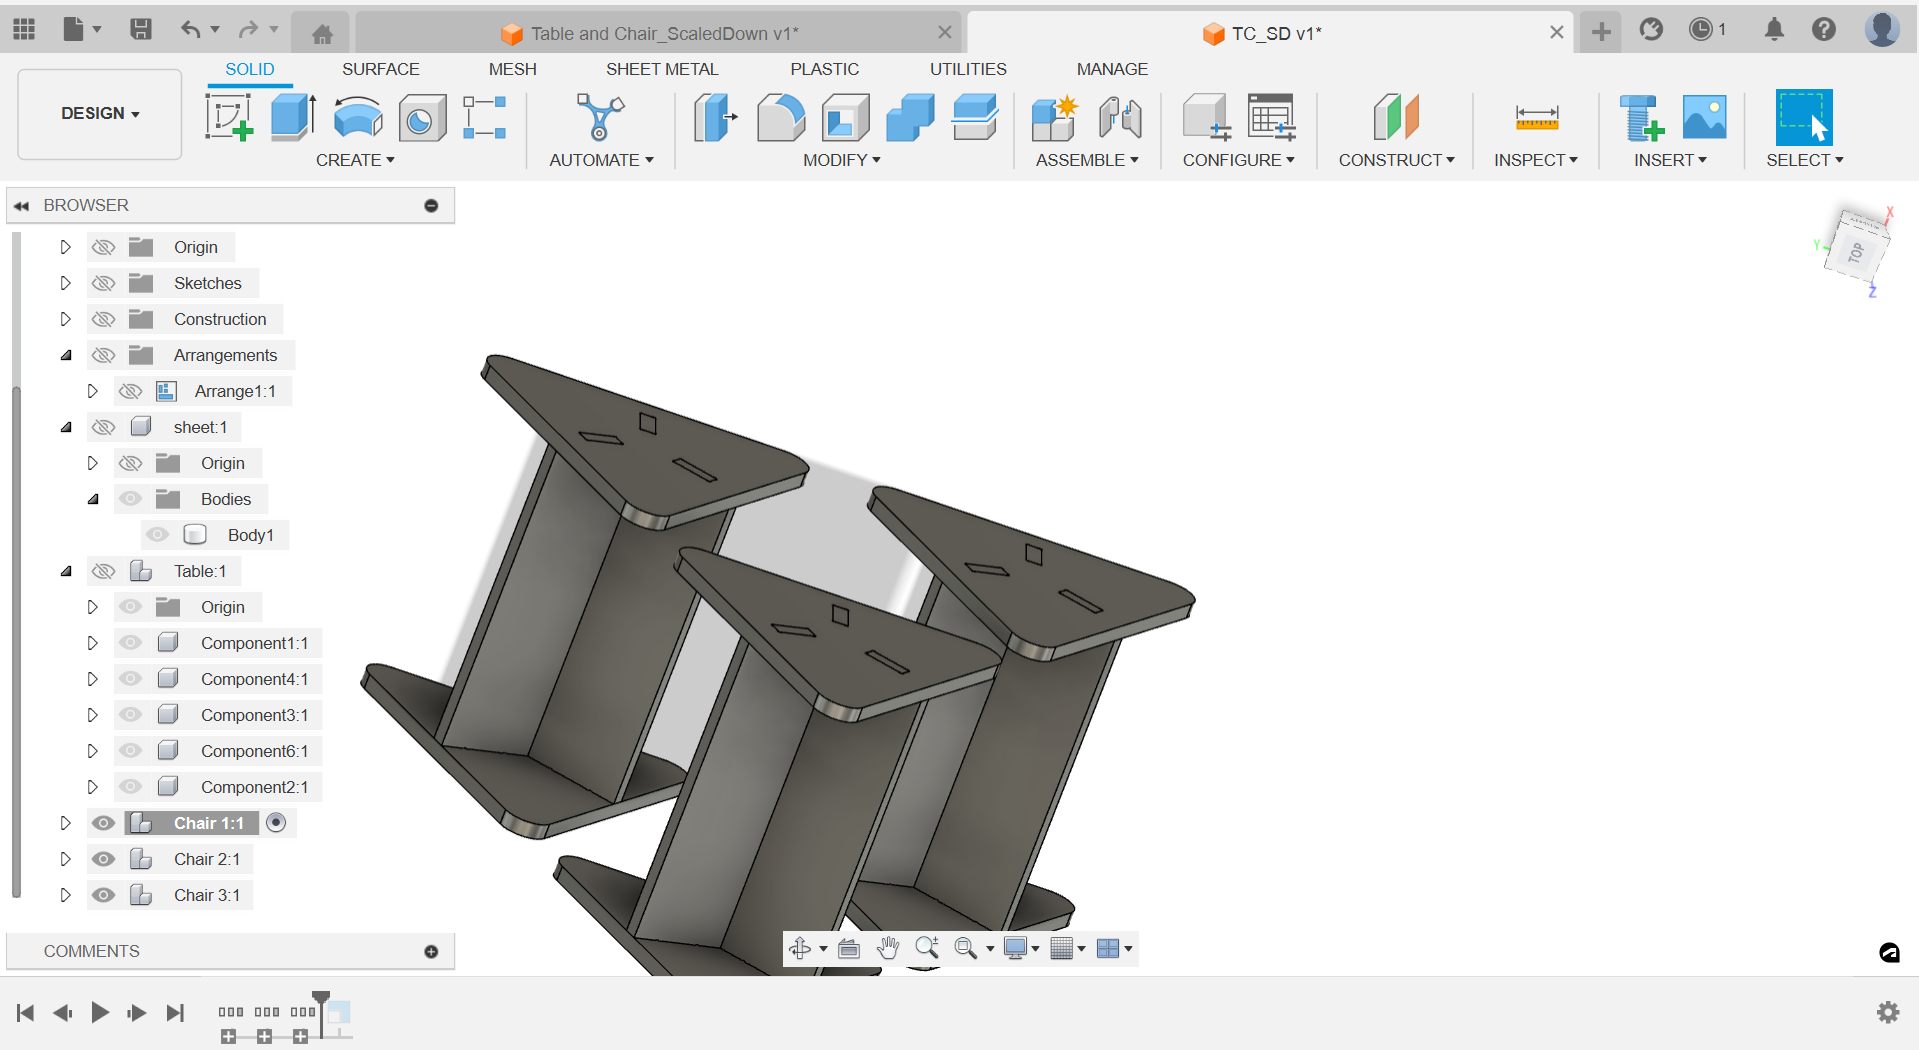 Table and Chair_ScaledDown v1*
TC_SD v1*
1
DESIGN
SOLID
SURFACE
MESH
SHEET METAL
PLASTIC
UTILITIES
MANAGE
CREATE
AUTOMATE
MODIFY
ASSEMBLE
CONFIGURE
CONSTRUCT
INSPECT
INSERT
SELECT
BROWSER
Origin
Sketches
Construction
Arrangements
Arrange1:1
sheet:1
Origin
Bodies
Body1
Table:1
Origin
Component1:1
Component4:1
Component3:1
Component6:1
Component2:1
Chair 1:1
Chair 2:1
Chair 3:1
X
Y
TOP
Z
COMMENTS